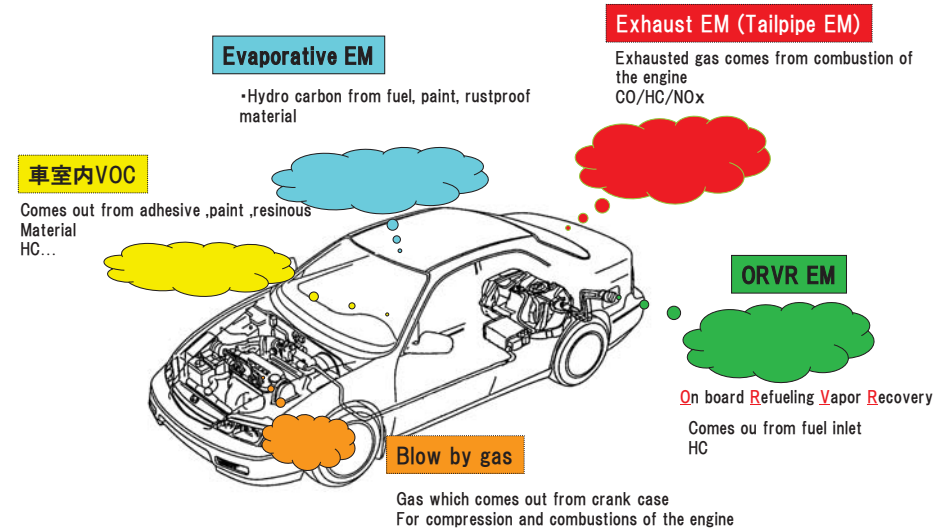 Exhaust EM (Tailpipe EM)
Exhausted gas comes from combustion of
the engine
CO/HC/NOx
Evaporative EM
・Hydro carbon from fuel, paint, rustproof
material
車室内VOC
Comes out from adhesive ,paint ,resinous
Material
HC…
ORVR EM
On board Refueling Vapor Recovery
Comes ou from fuel inlet
HC
Blow by gas
Gas which comes out from crank case
For compression and combustions of the engine